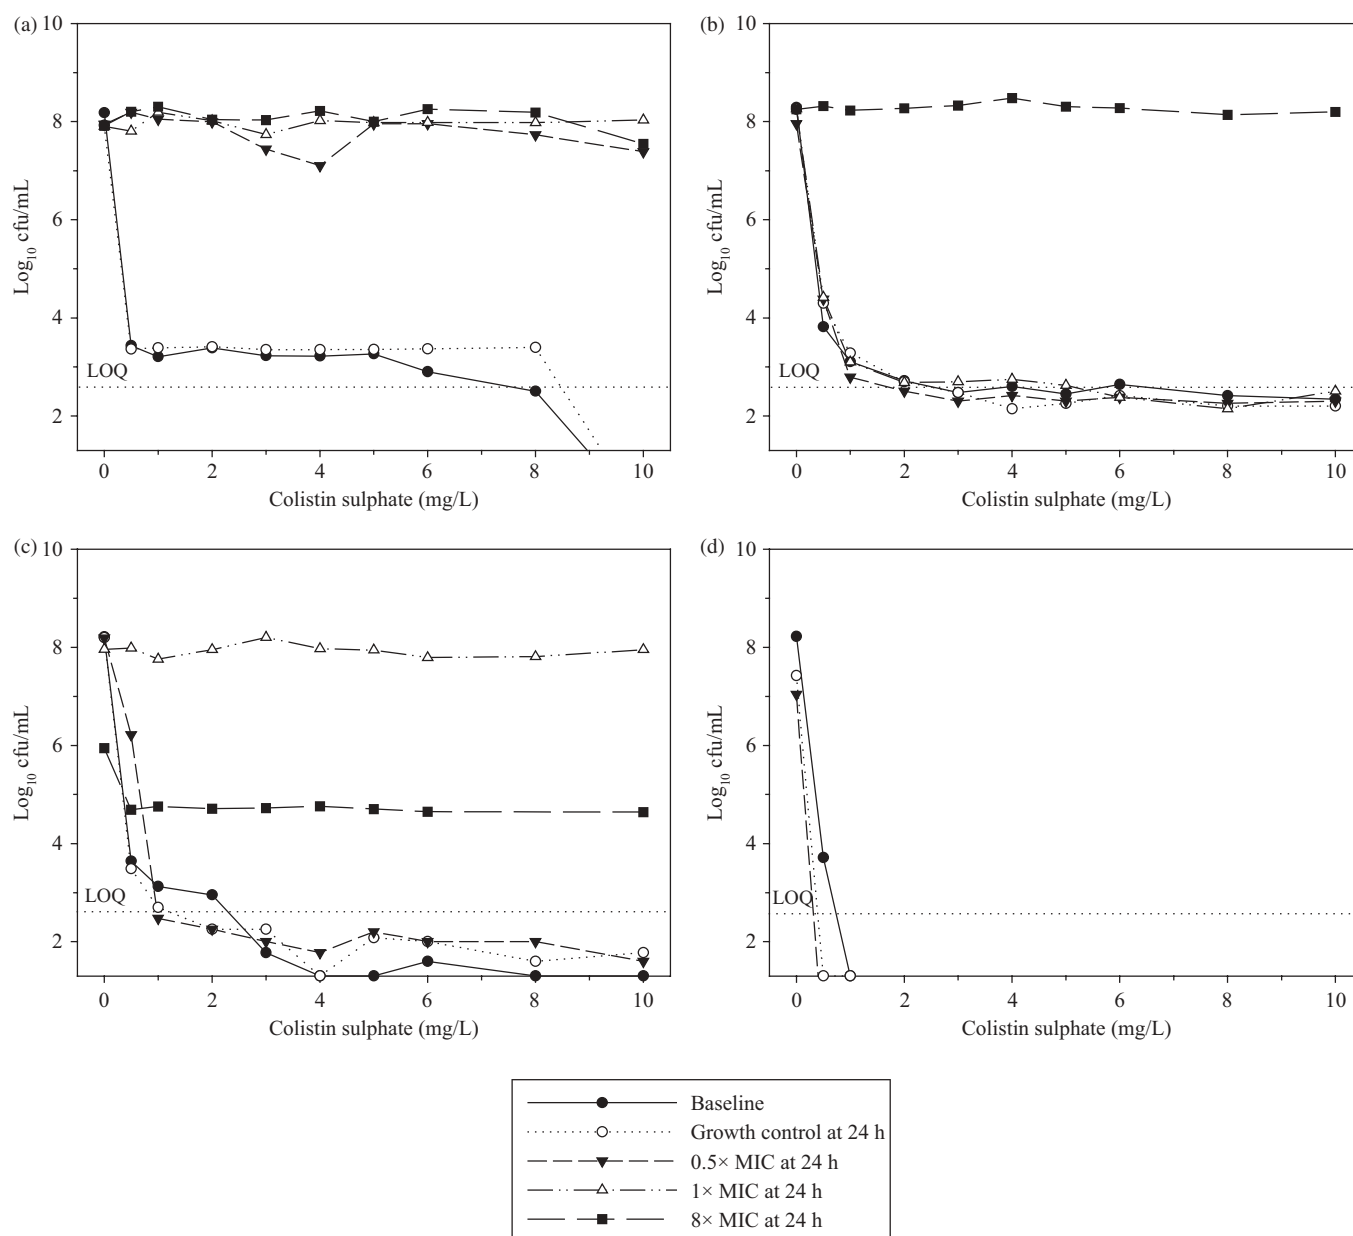 (a)
10
8
6
4
2
Log10 cfu/mL
LOQ
0 2 4 6 8 10
Colistin sulphate (mg/L)
(b)
10
8
6
4
2
Log10 cfu/mL
LOQ
0 2 4 6 8 10
Colistin sulphate (mg/L)
(c)
10
8
6
4
2
Log10 cfu/mL
LOQ
0 2 4 6 8 10
Colistin sulphate (mg/L)
(d)
10
8
6
4
2
Log10 cfu/mL
LOQ
0 2 4 6 8 10
Colistin sulphate (mg/L)
Baseline
Growth control at 24 h
0.5× MIC at 24 h
1× MIC at 24 h
8× MIC at 24 h